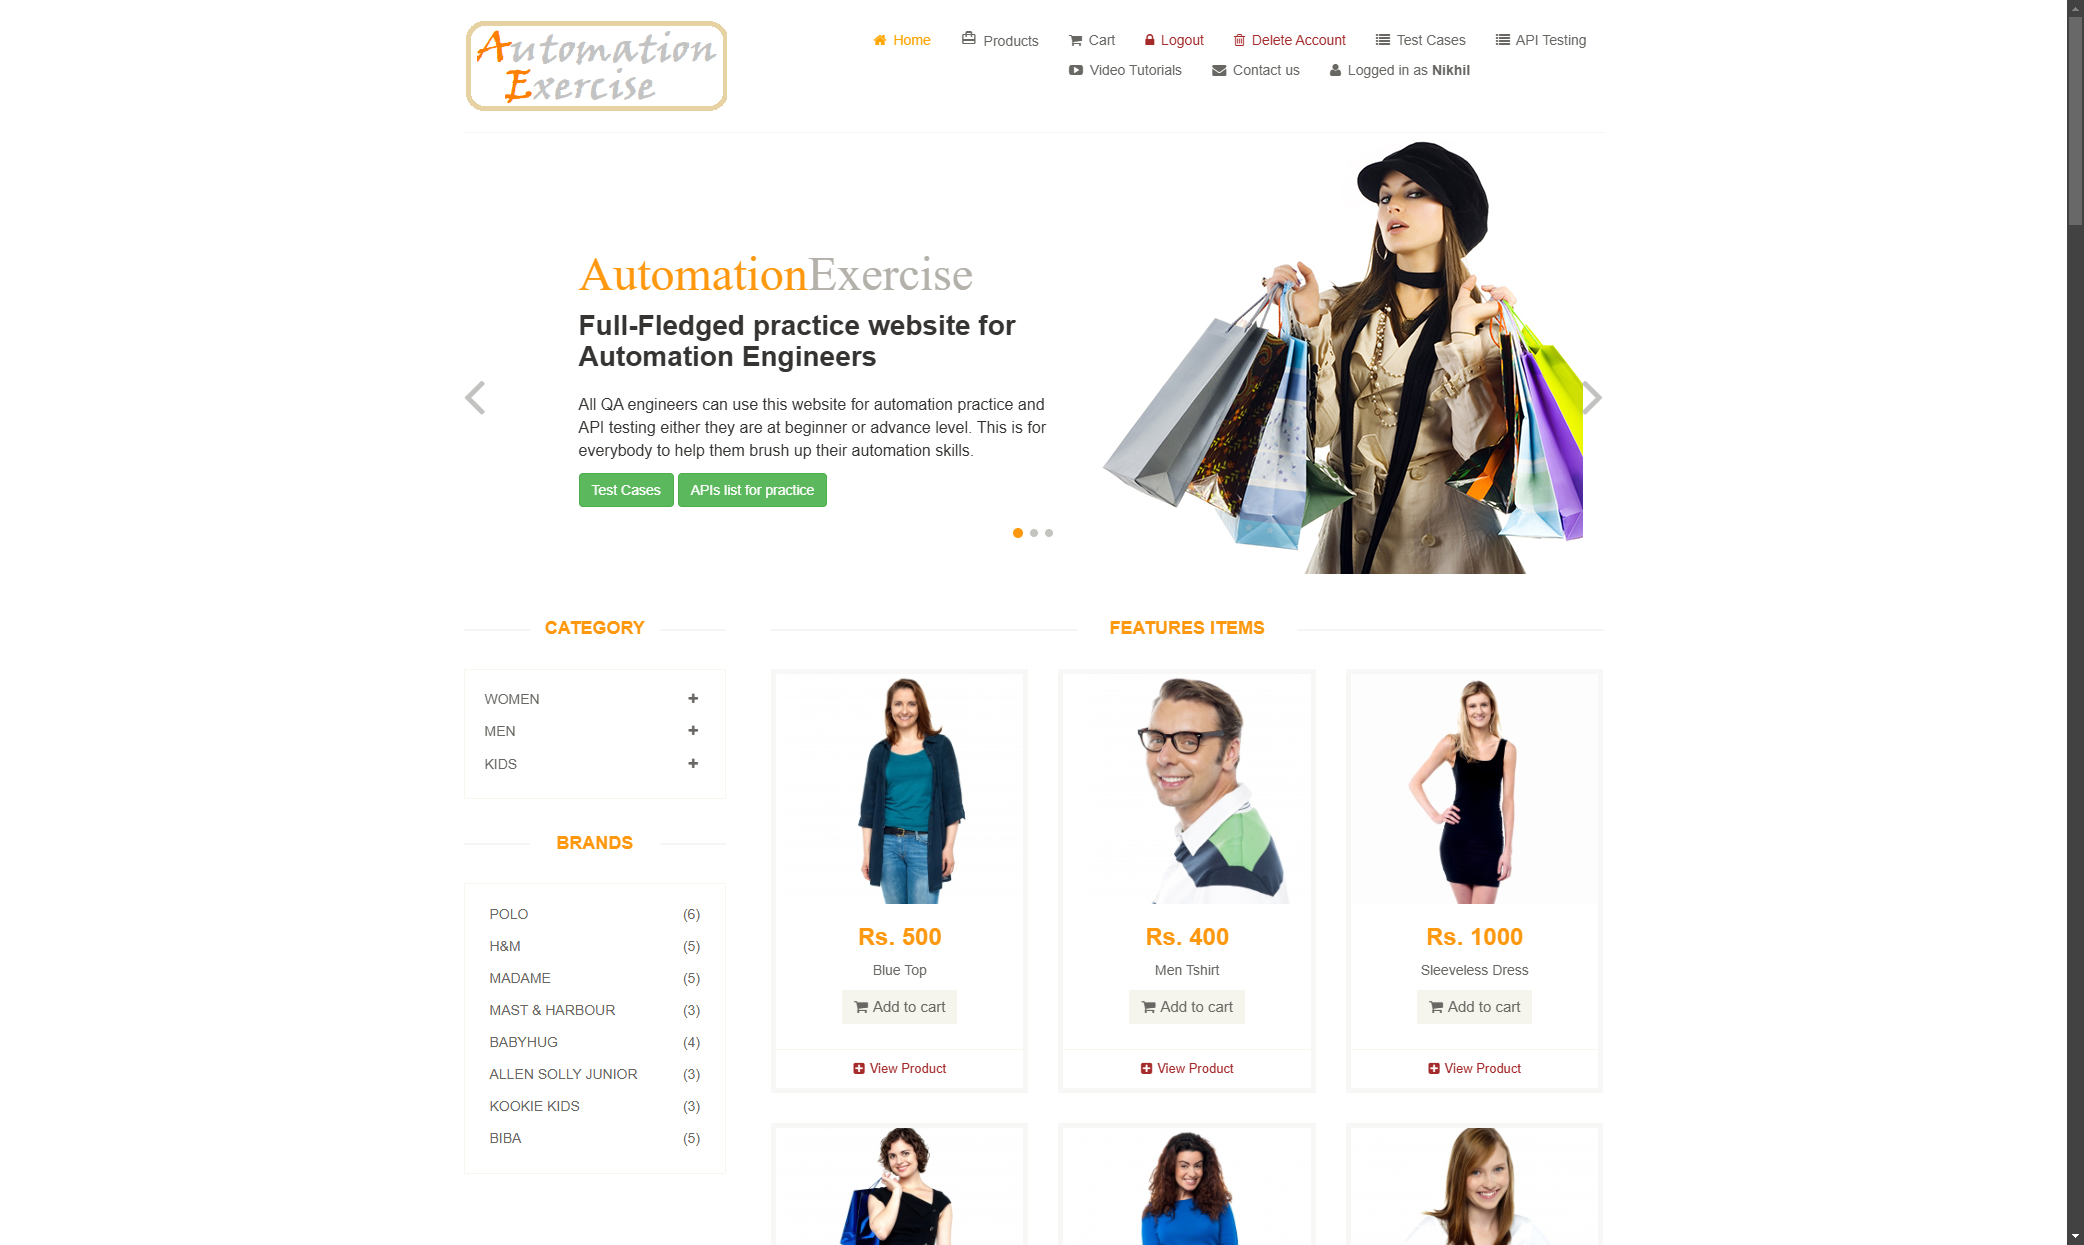 Automation
Exercise
Home Products Cart Logout Delete Account Test Cases API Testing
Video Tutorials Contact us Logged in as Nikhil
AutomationExercise
Full-Fledged practice website for
Automation Engineers
All QA engineers can use this website for automation practice and
API testing either they are at beginner or advance level. This is for
everybody to help them brush up their automation skills.
Test Cases APIs list for practice
CATEGORY
WOMEN
MEN
KIDS
BRANDS
POLO (6)
H&M (5)
MADAME (5)
MAST & HARBOUR (3)
BABYHUG (4)
ALLEN SOLLY JUNIOR (3)
KOOKIE KIDS (3)
BIBA (5)
FEATURES ITEMS
Rs. 500
Blue Top
Add to cart
View Product
Rs. 400
Men Tshirt
Add to cart
View Product
Rs. 1000
Sleeveless Dress
Add to cart
View Product